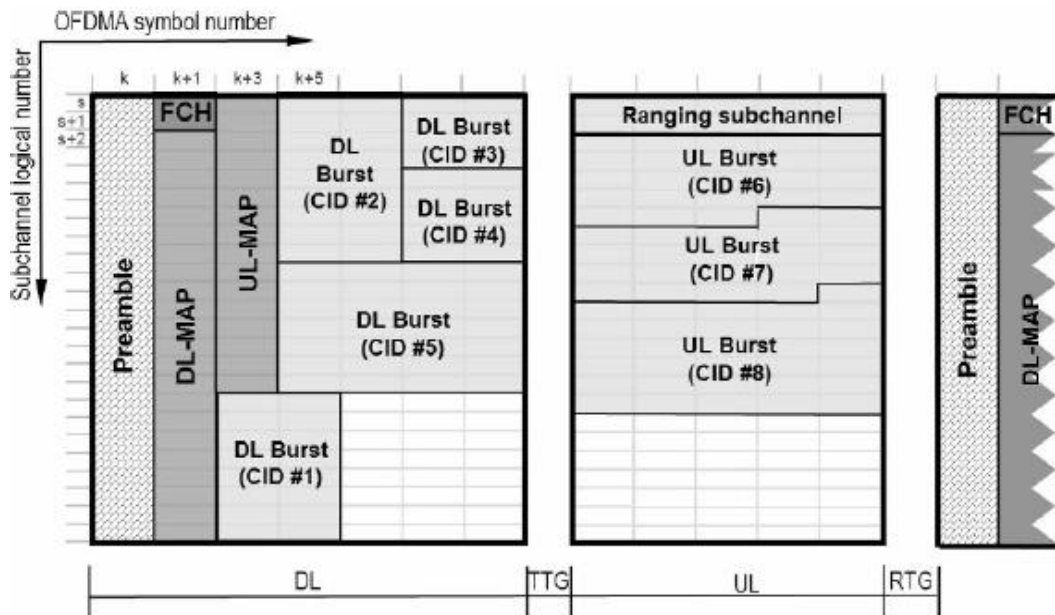 OFDMA symbol number
Subchannel logical number
k
k+1
k+3
k+5
s
s+1
s+2
Preamble
FCH
DL-MAP
UL-MAP
DL
Burst
(CID #2)
DL Burst
(CID #3)
DL Burst
(CID #4)
DL Burst
(CID #5)
DL Burst
(CID #1)
Ranging subchannel
UL Burst
(CID #6)
UL Burst
(CID #7)
UL Burst
(CID #8)
Preamble
FCH
DL-MAP
DL
TTG
UL
RTG